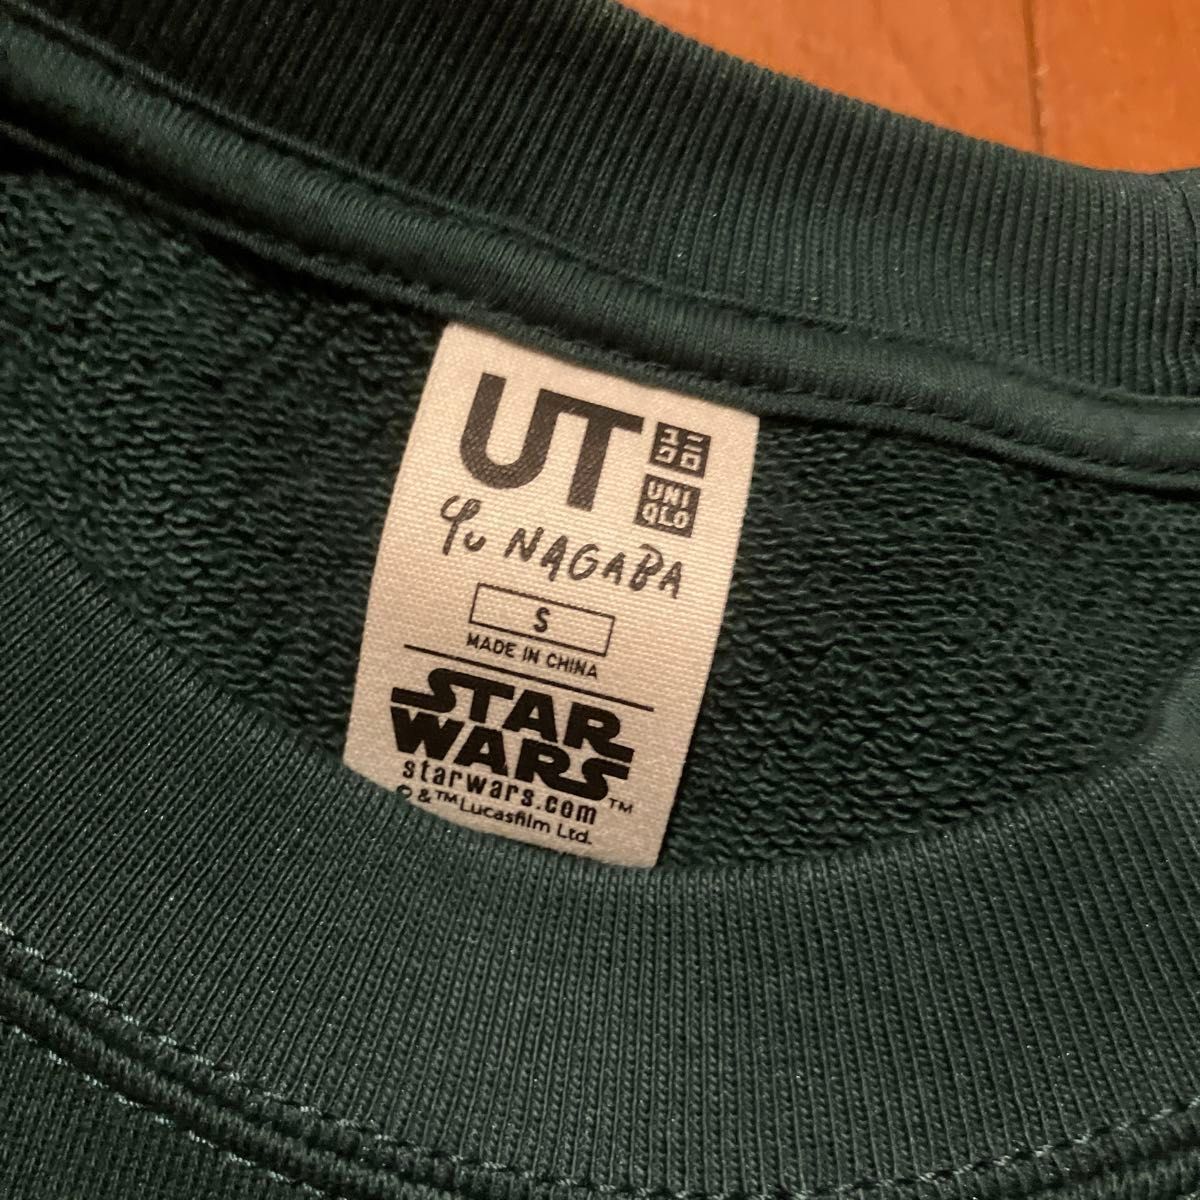 UT
ユニ
クロ
UNI
QLO
Yu NAGABA
S
MADE IN CHINA
STAR
WARS
starwars.com ™
© & ™ Lucasfilm Ltd.